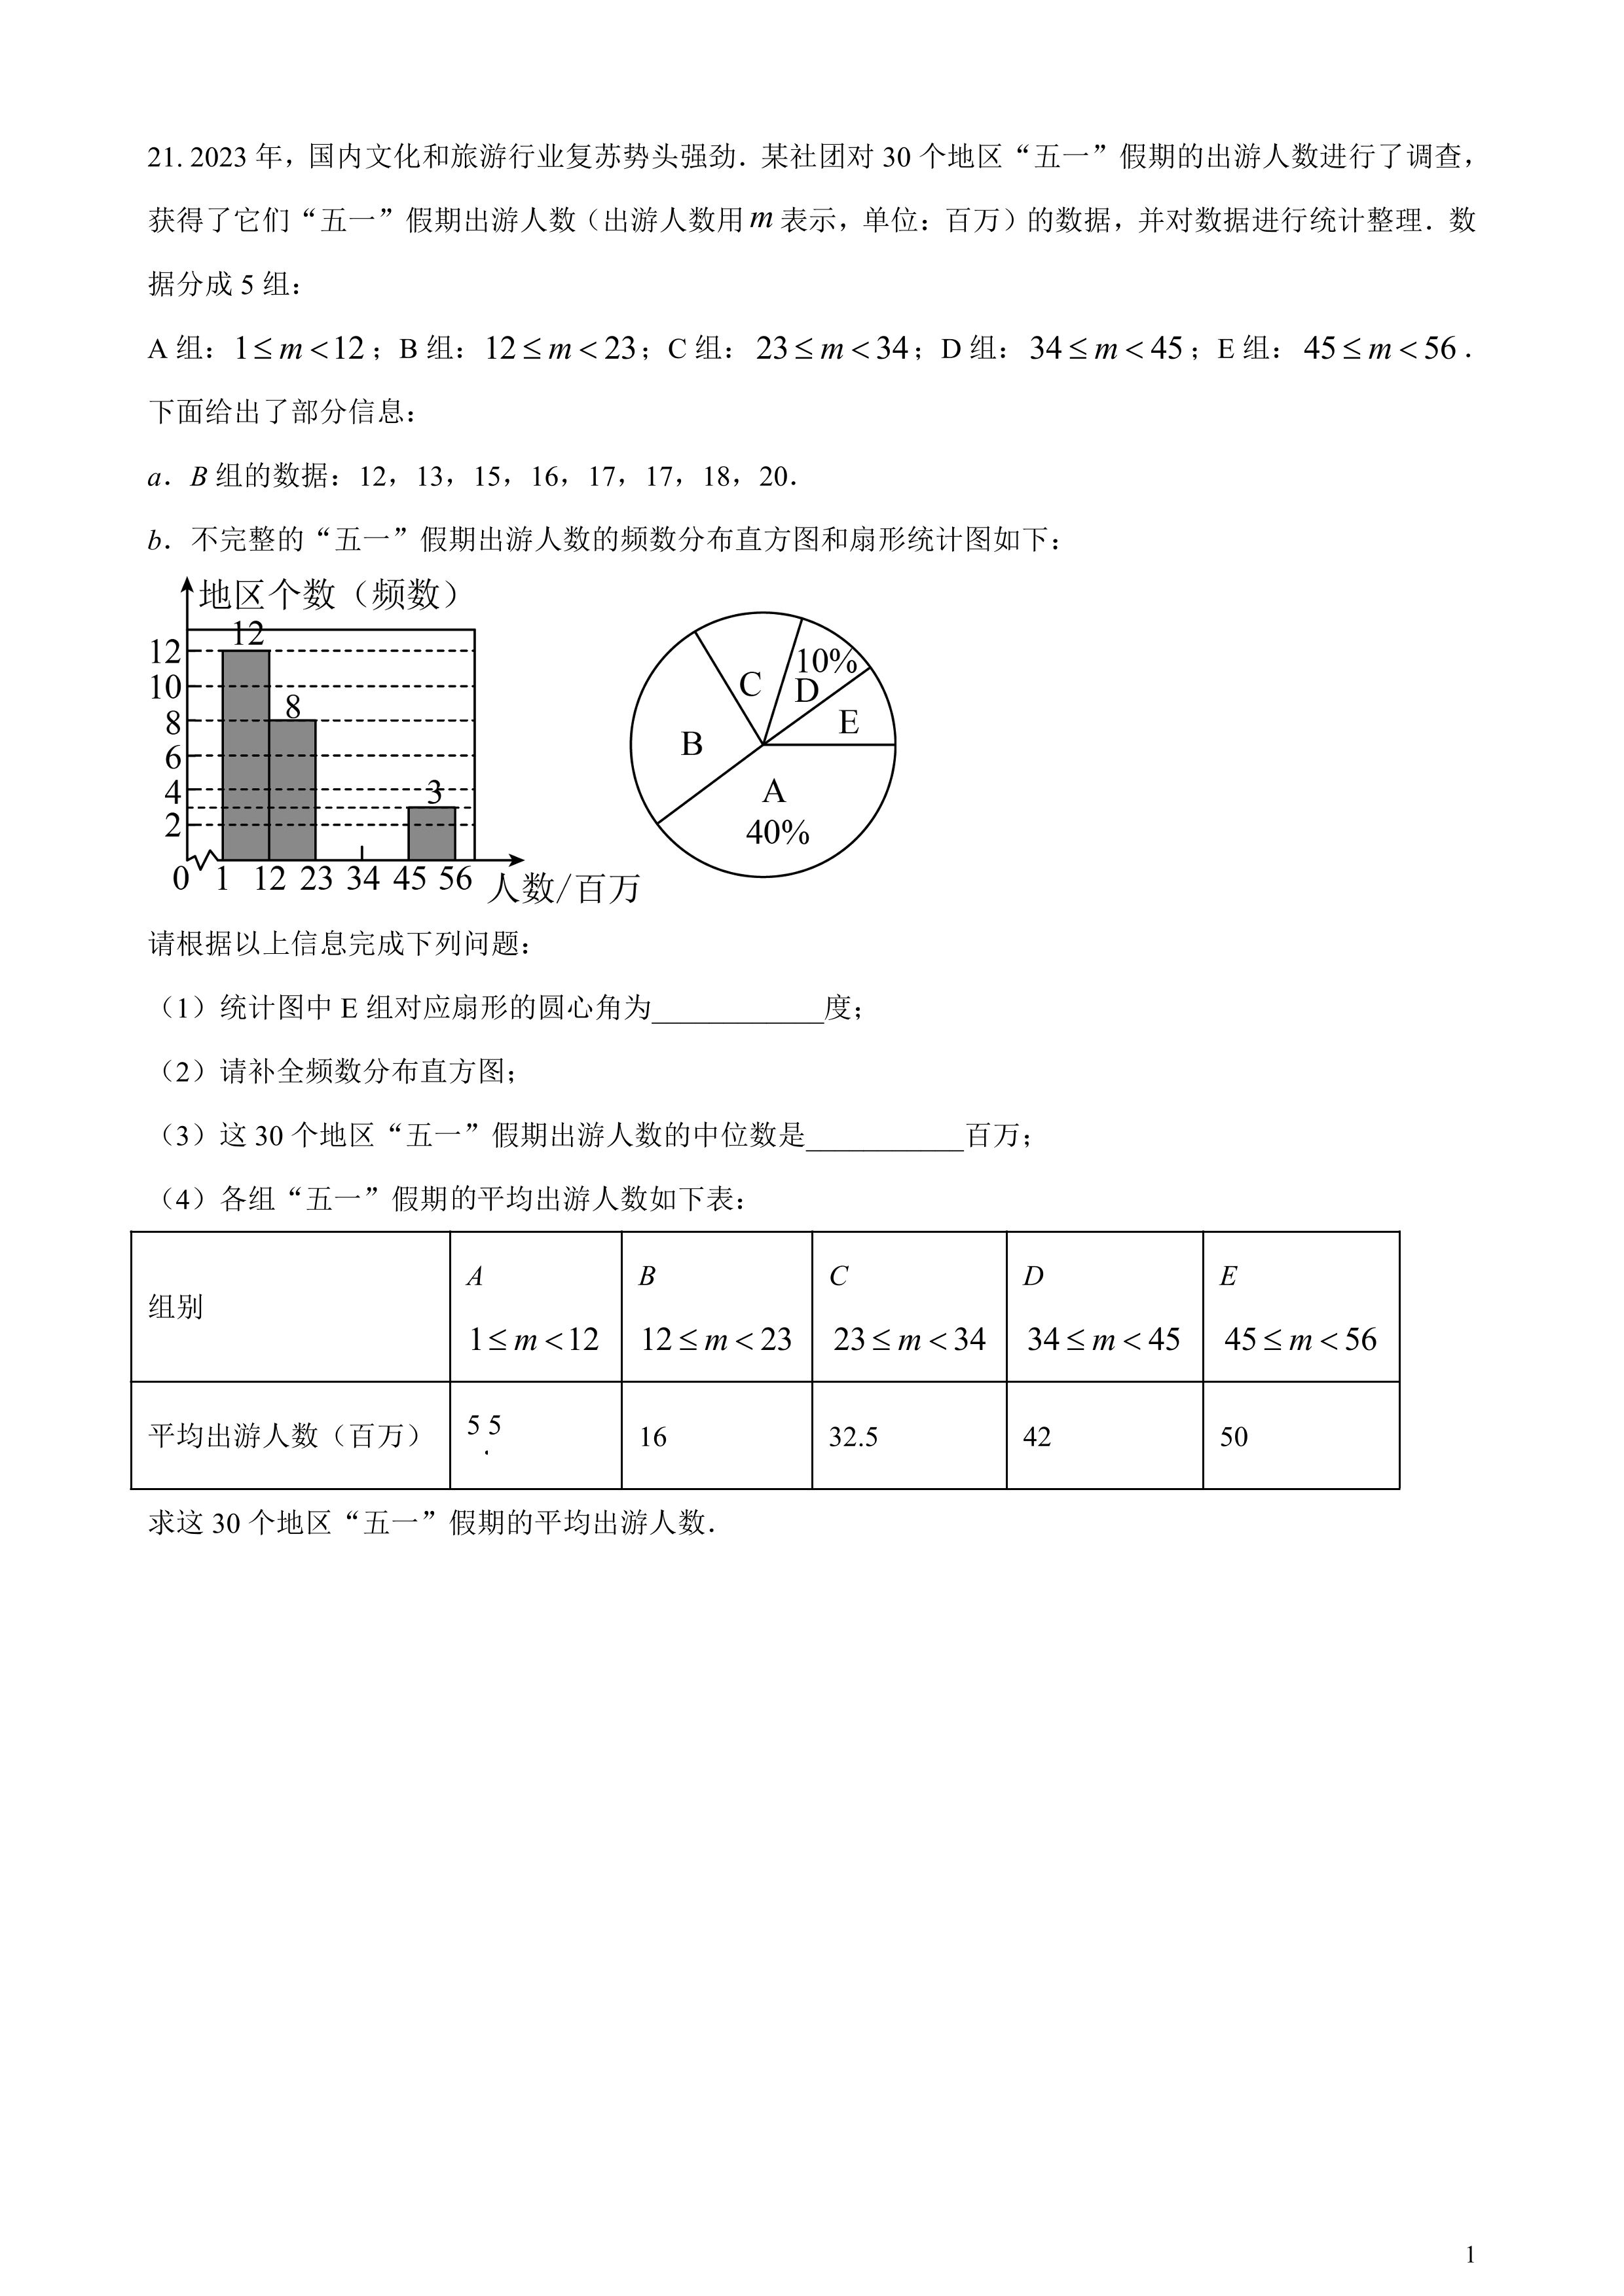 21. 2023 年，国内文化和旅游行业复苏势头强劲．某社团对 30 个地区“五一”假期的出游人数进行了调查，
获得了它们“五一”假期出游人数（出游人数用 m 表示，单位：百万）的数据，并对数据进行统计整理．数
据分成 5 组：
A 组：1≤m<12；B 组：12≤m<23；C 组：23≤m<34；D 组：34≤m<45；E 组：45≤m<56．
下面给出了部分信息：
a．B 组的数据：12，13，15，16，17，17，18，20．
b．不完整的“五一”假期出游人数的频数分布直方图和扇形统计图如下：
地区个数（频数）
12
12
10
8
8
6
4
3
2
0 1 12 23 34 45 56 人数/百万
10%
C D
E
B
A
40%
请根据以上信息完成下列问题：
（1）统计图中 E 组对应扇形的圆心角为____________度；
（2）请补全频数分布直方图；
（3）这 30 个地区“五一”假期出游人数的中位数是___________百万；
（4）各组“五一”假期的平均出游人数如下表：
组别 A 1≤m<12 B 12≤m<23 C 23≤m<34 D 34≤m<45 E 45≤m<56
平均出游人数（百万） 5.5 16 32.5 42 50
求这 30 个地区“五一”假期的平均出游人数．
1